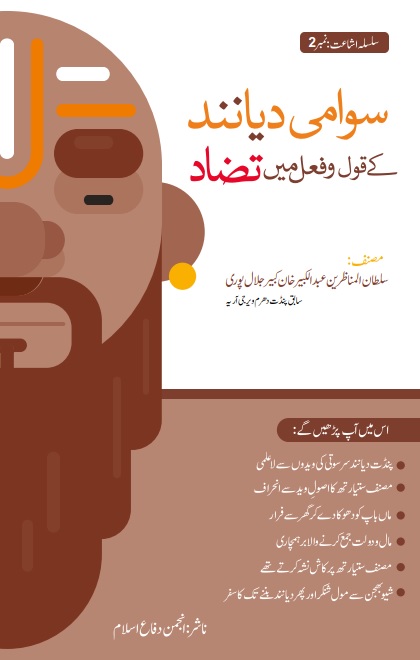 سلسلہ اشاعت: نمبر 2
سوامی دیانند
کے قول و فعل میں تضاد
مصنف:
سلطان المناظرین عبد الکبیر خان کبیر جلال پوری
سابق پنڈت دھرم ویر جی آریہ
اس میں آپ پڑھیں گے:
پنڈت دیانند سرسوتی کی ویدوں سے لاعلمی
مصنف ستیارتھ کا اصول وید سے انحراف
ماں باپ کو دھوکا دے کر گھر سے فرار
مال و دولت جمع کرنے والا برہمچاری
مصنف ستیارتھ پرکاش نشہ کرتے تھے
شیو بھجن سے مول شنکر اور پھر دیانند بننے تک کا سفر
ناشر: انجمن دفاع اسلام